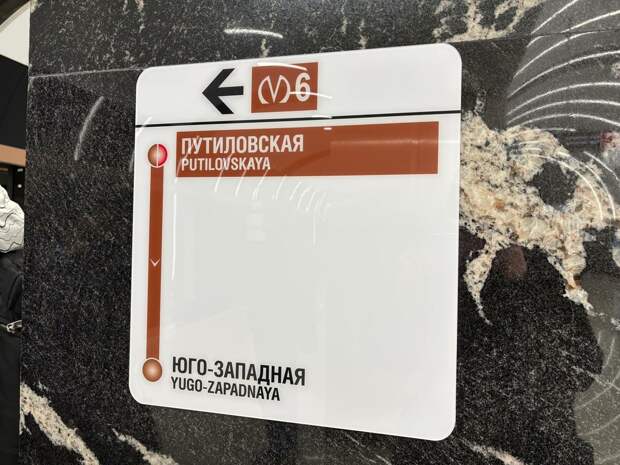 6
ПУТИЛОВСКАЯ
PUTILOVSKAYA
ЮГО-ЗАПАДНАЯ
YUGO-ZAPADNAYA